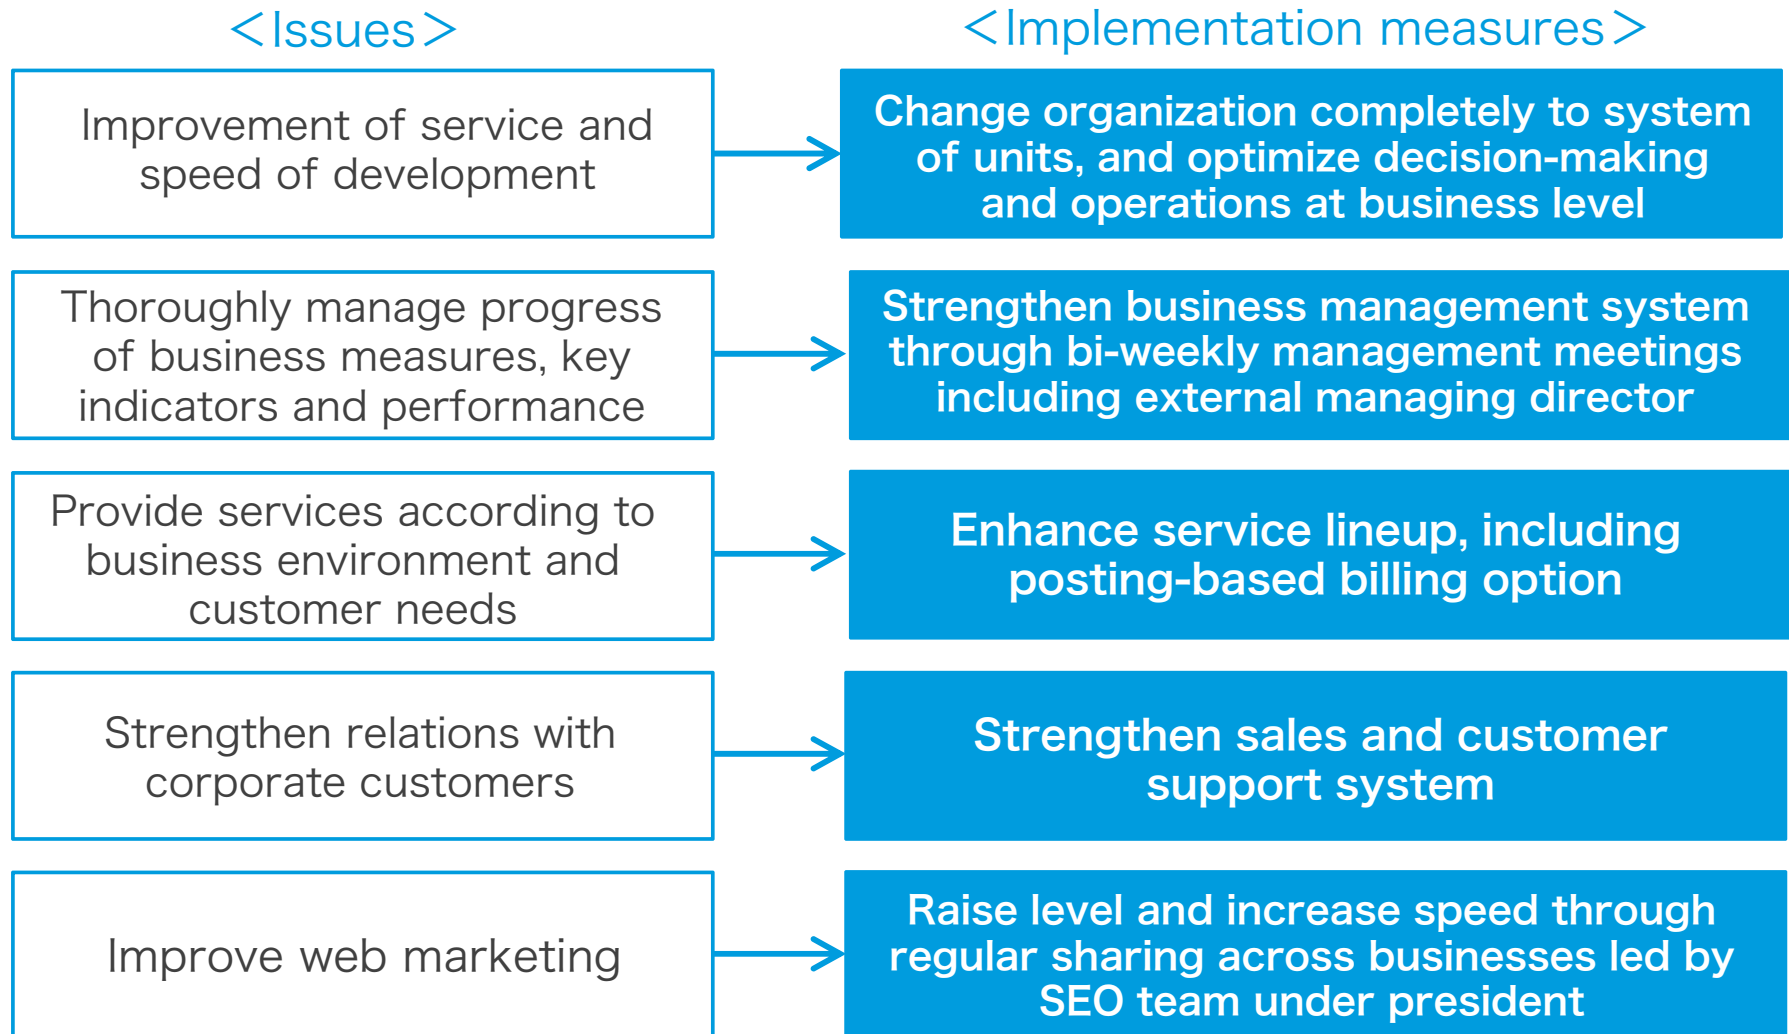 ＜Issues＞
＜Implementation measures＞
Improvement of service and
speed of development
Change organization completely to system
of units, and optimize decision-making
and operations at business level
Thoroughly manage progress
of business measures, key
indicators and performance
Strengthen business management system
through bi-weekly management meetings
including external managing director
Provide services according to
business environment and
customer needs
Enhance service lineup, including
posting-based billing option
Strengthen relations with
corporate customers
Strengthen sales and customer
support system
Improve web marketing
Raise level and increase speed through
regular sharing across businesses led by
SEO team under president